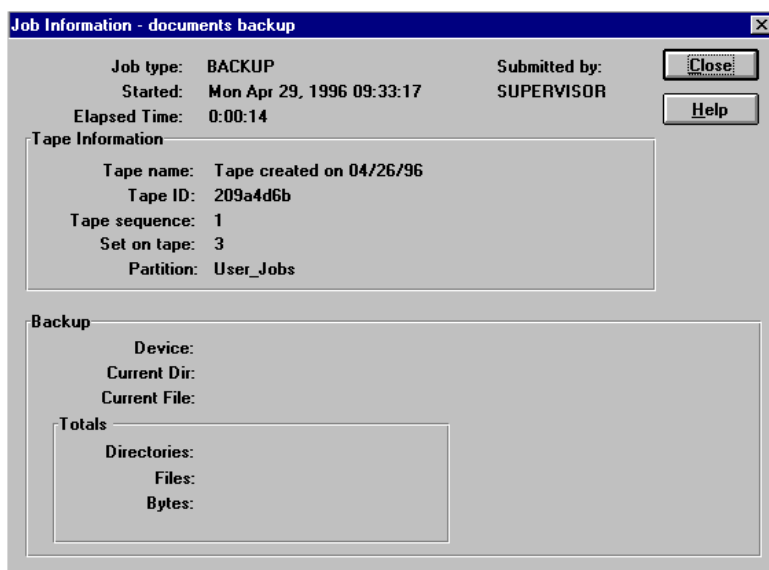 Job Information - documents backup
Job type: BACKUP Submitted by: Close
Started: Mon Apr 29, 1996 09:33:17 SUPERVISOR
Elapsed Time: 0:00:14 Help
Tape Information
Tape name: Tape created on 04/26/96
Tape ID: 209a4d6b
Tape sequence: 1
Set on tape: 3
Partition: User_Jobs
Backup
Device:
Current Dir:
Current File:
Totals
Directories:
Files:
Bytes: